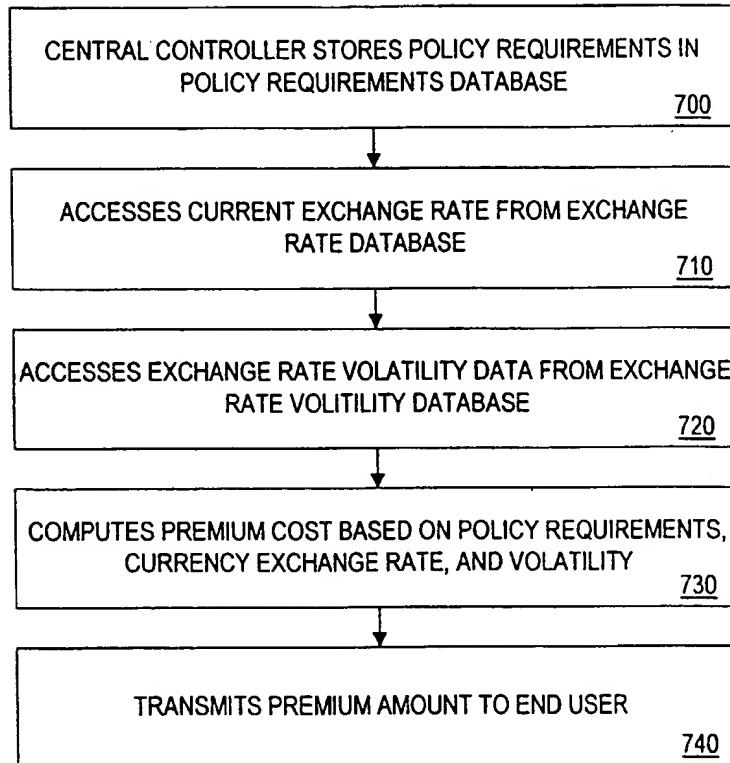 CENTRAL CONTROLLER STORES POLICY REQUIREMENTS IN
POLICY REQUIREMENTS DATABASE
700
ACCESSES CURRENT EXCHANGE RATE FROM EXCHANGE
RATE DATABASE
710
ACCESSES EXCHANGE RATE VOLATILITY DATA FROM EXCHANGE
RATE VOLITILITY DATABASE
720
COMPUTES PREMIUM COST BASED ON POLICY REQUIREMENTS,
CURRENCY EXCHANGE RATE, AND VOLATILITY
730
TRANSMITS PREMIUM AMOUNT TO END USER
740